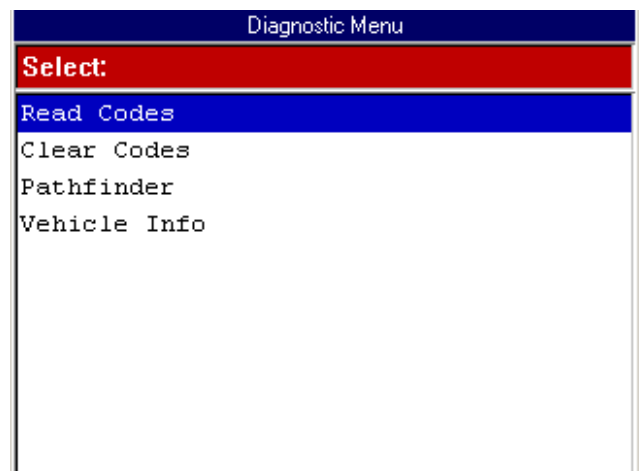 Diagnostic Menu
Select:
Read Codes
Clear Codes
Pathfinder
Vehicle Info